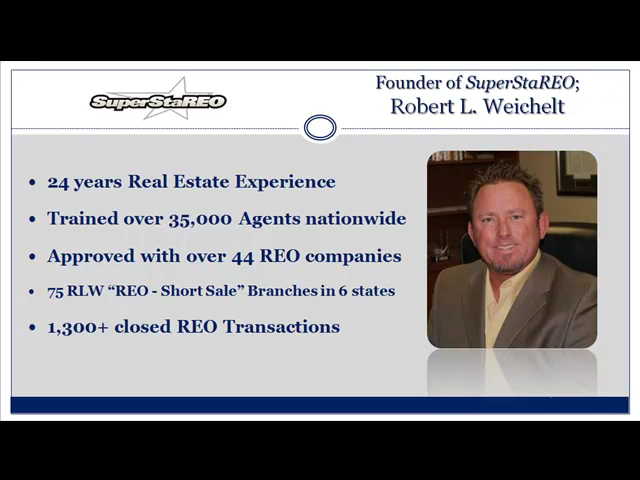 SuperStaREO
Founder of SuperStaREO;
Robert L. Weichelt
• 24 years Real Estate Experience
• Trained over 35,000 Agents nationwide
• Approved with over 44 REO companies
• 75 RLW “REO - Short Sale” Branches in 6 states
• 1,300+ closed REO Transactions